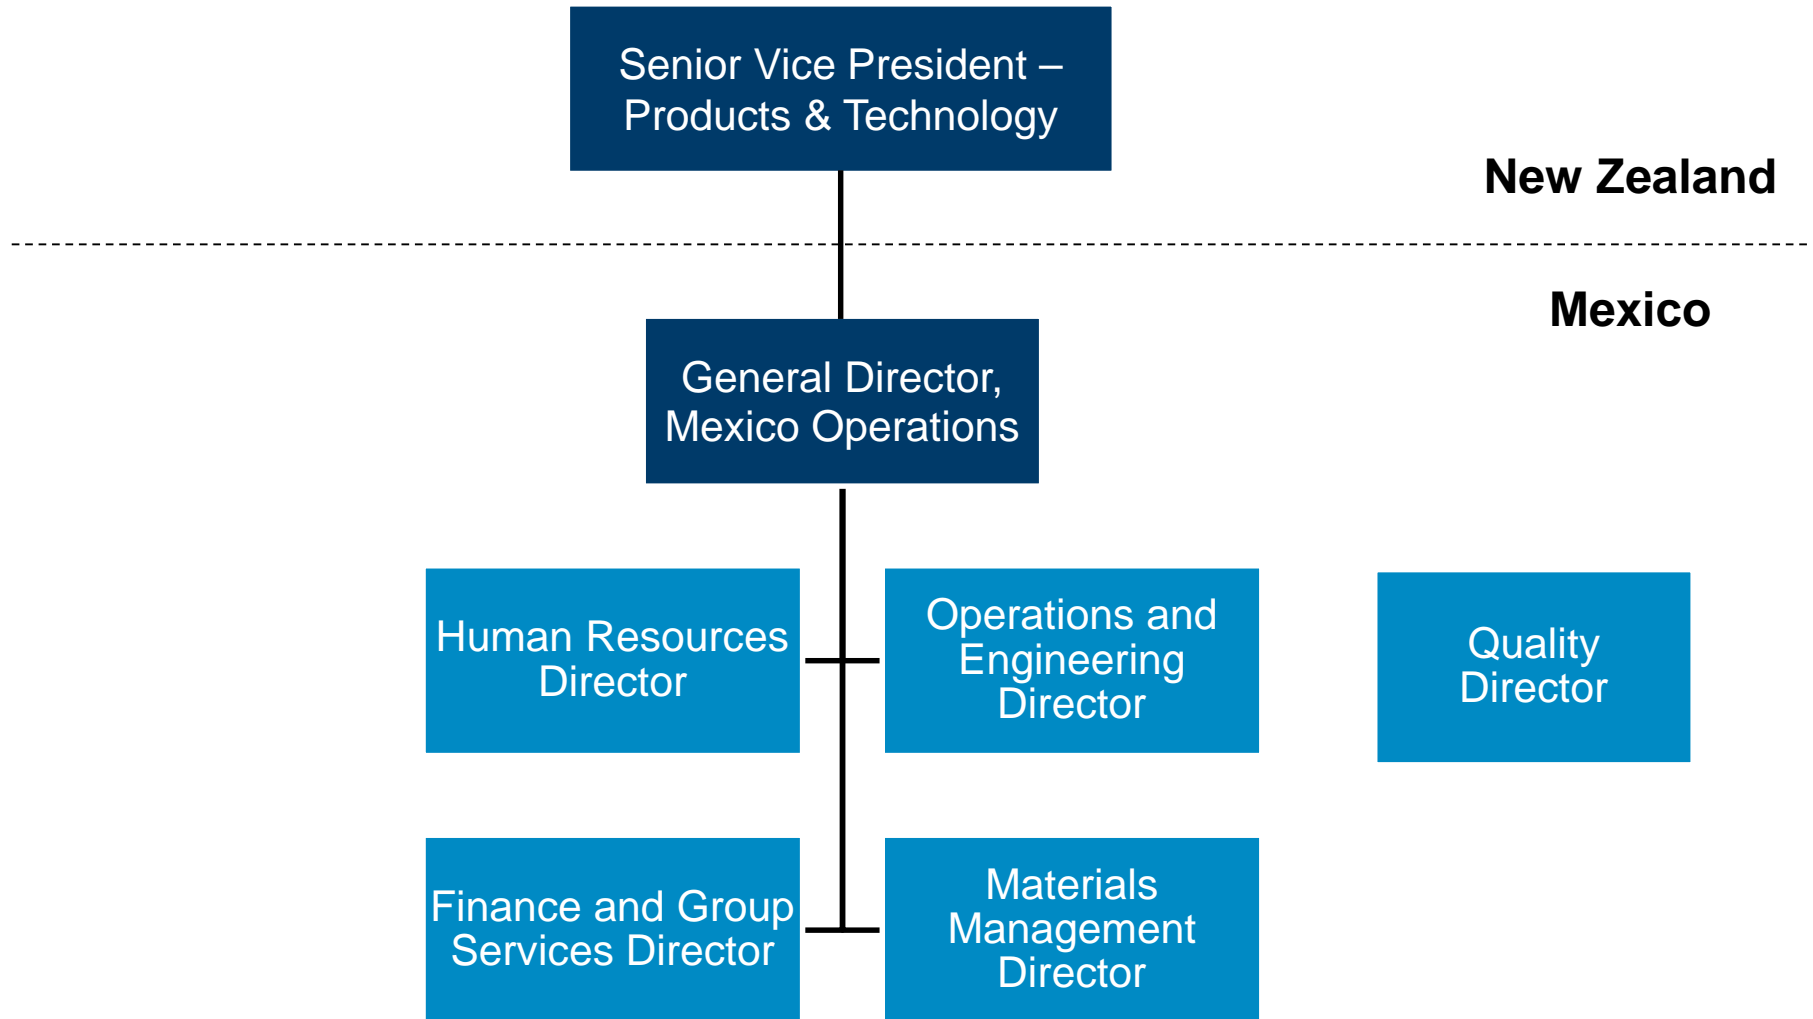 Senior Vice President –
Products & Technology
New Zealand
Mexico
General Director,
Mexico Operations
Human Resources
Director
Operations and
Engineering
Director
Quality
Director
Finance and Group
Services Director
Materials
Management
Director